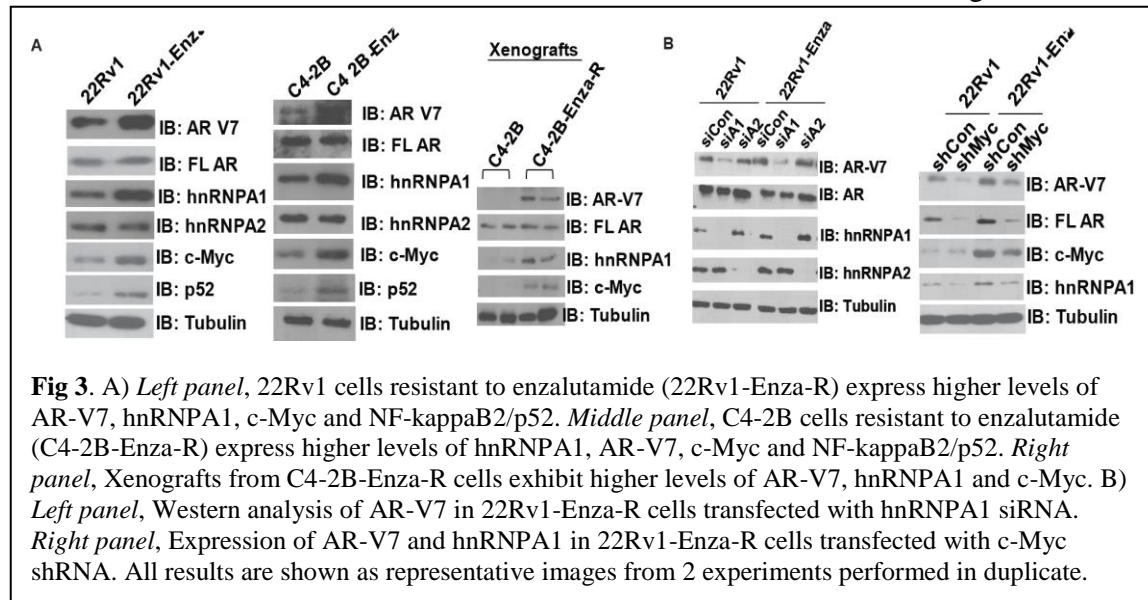 A
22Rv1
22Rv1-Enza
IB: AR V7
IB: FL AR
IB: hnRNPA1
IB: hnRNPA2
IB: c-Myc
IB: p52
IB: Tubulin
C4-2B
C4 2B-Enz
IB: AR V7
IB: FL AR
IB: hnRNPA1
IB: hnRNPA2
IB: c-Myc
IB: p52
IB: Tubulin
Xenografts
C4-2B
C4-2B-Enza-R
IB: AR-V7
IB: FL AR
IB: hnRNPA1
IB: c-Myc
IB: Tubulin
B
22Rv1
22Rv1-Enza
siCon
siA1
siA2
siCon
siA1
siA2
IB: AR-V7
IB: AR
IB: hnRNPA1
IB: hnRNPA2
IB: Tubulin
22Rv1
22Rv1-Enz
shCon
shMyc
shCon
shMyc
IB: AR-V7
IB: FL AR
IB: c-Myc
IB: hnRNPA1
IB: Tubulin
Fig 3. A) Left panel, 22Rv1 cells resistant to enzalutamide (22Rv1-Enza-R) express higher levels of
AR-V7, hnRNPA1, c-Myc and NF-kappaB2/p52. Middle panel, C4-2B cells resistant to enzalutamide
(C4-2B-Enza-R) express higher levels of hnRNPA1, AR-V7, c-Myc and NF-kappaB2/p52. Right
panel, Xenografts from C4-2B-Enza-R cells exhibit higher levels of AR-V7, hnRNPA1 and c-Myc. B)
Left panel, Western analysis of AR-V7 in 22Rv1-Enza-R cells transfected with hnRNPA1 siRNA.
Right panel, Expression of AR-V7 and hnRNPA1 in 22Rv1-Enza-R cells transfected with c-Myc
shRNA. All results are shown as representative images from 2 experiments performed in duplicate.